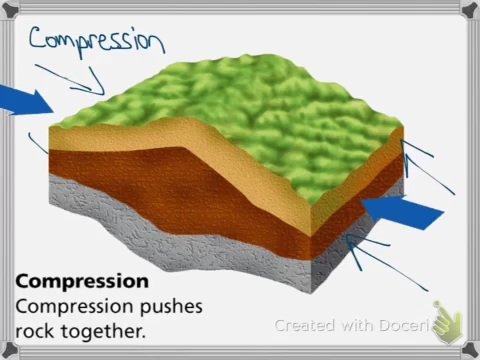 Compression
Compression
Compression pushes
rock together.
Created with Doceri